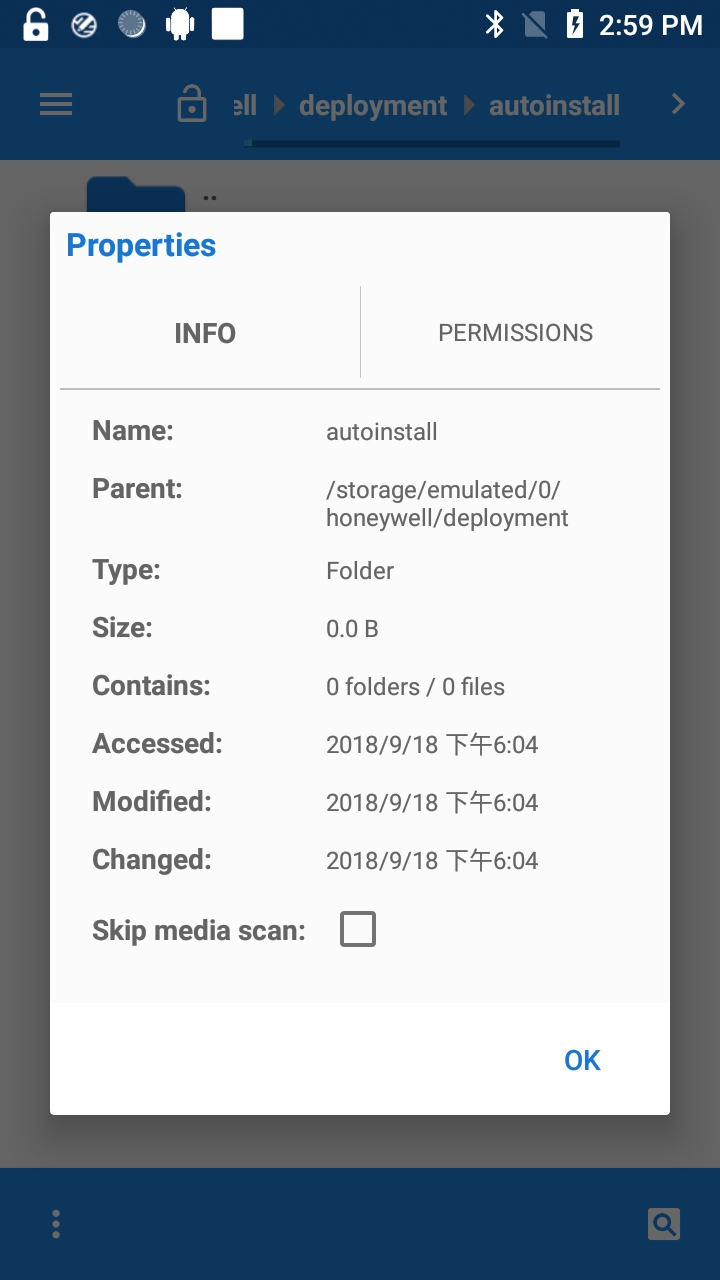 2:59 PM
ell deployment autoinstall
..
Properties
INFO PERMISSIONS
Name: autoinstall
Parent: /storage/emulated/0/
honeywell/deployment
Type: Folder
Size: 0.0 B
Contains: 0 folders / 0 files
Accessed: 2018/9/18 下午6:04
Modified: 2018/9/18 下午6:04
Changed: 2018/9/18 下午6:04
Skip media scan:
OK